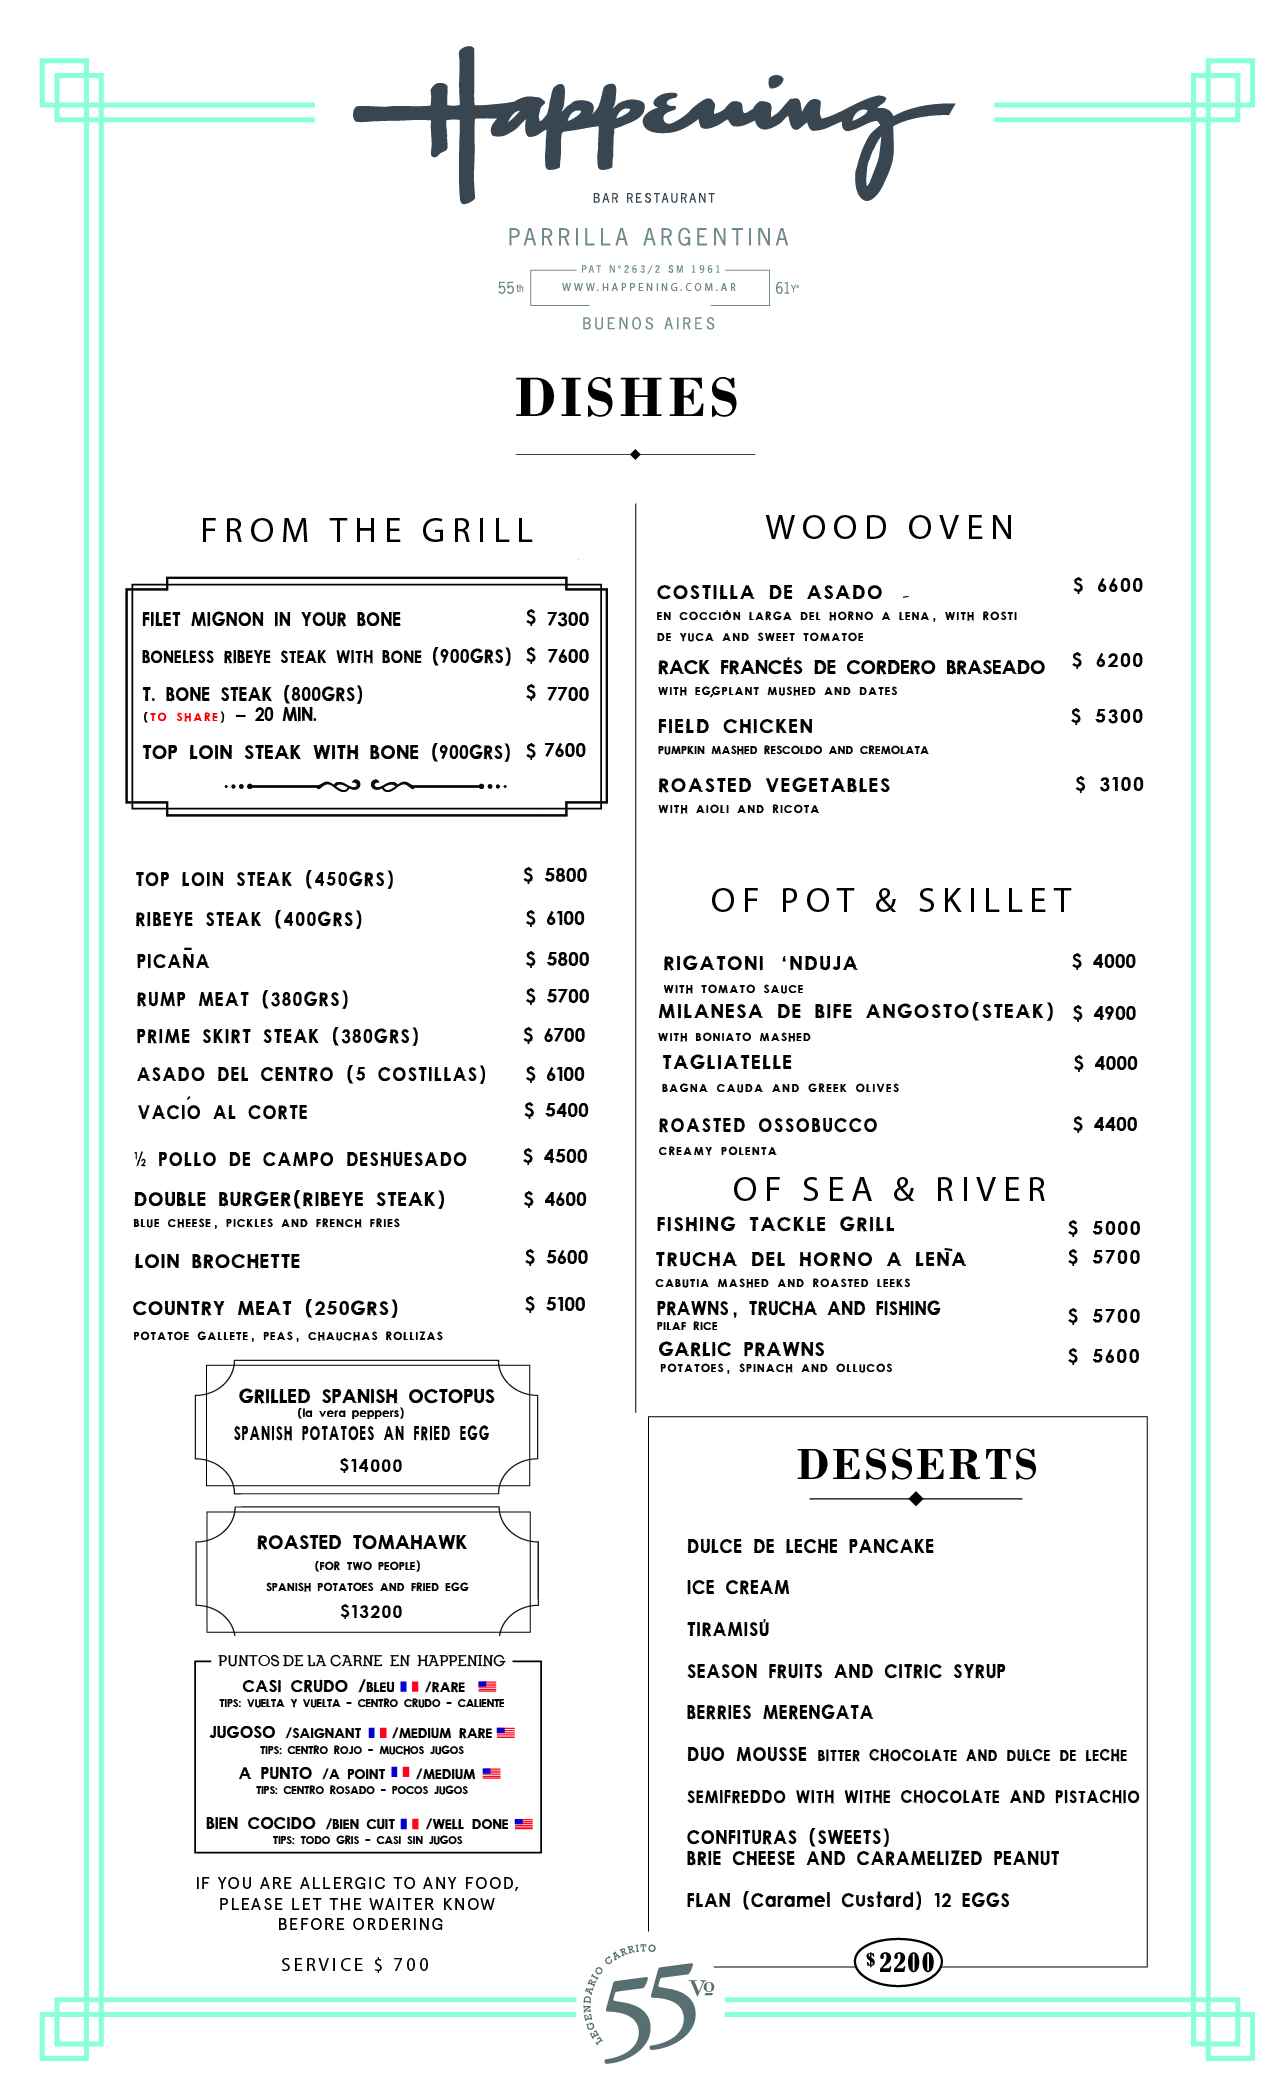 Happening
BAR RESTAURANT
PARRILLA ARGENTINA
PAT Nº263/2 SM 1961
55th WWW.HAPPENING.COM.AR 61Yº
BUENOS AIRES
DISHES
FROM THE GRILL
FILET MIGNON IN YOUR BONE $ 7300
BONELESS RIBEYE STEAK WITH BONE (900GRS) $ 7600
T. BONE STEAK (800GRS) $ 7700
(TO SHARE) – 20 MIN.
TOP LOIN STEAK WITH BONE (900GRS) $ 7600
TOP LOIN STEAK (450GRS) $ 5800
RIBEYE STEAK (400GRS) $ 6100
PICAÑA $ 5800
RUMP MEAT (380GRS) $ 5700
PRIME SKIRT STEAK (380GRS) $ 6700
ASADO DEL CENTRO (5 COSTILLAS) $ 6100
VACÍO AL CORTE $ 5400
½ POLLO DE CAMPO DESHUESADO $ 4500
DOUBLE BURGER(RIBEYE STEAK) $ 4600
BLUE CHEESE, PICKLES AND FRENCH FRIES
LOIN BROCHETTE $ 5600
COUNTRY MEAT (250GRS) $ 5100
POTATOE GALLETE, PEAS, CHAUCHAS ROLLIZAS
GRILLED SPANISH OCTOPUS
(la vera peppers)
SPANISH POTATOES AN FRIED EGG
$14000
ROASTED TOMAHAWK
(FOR TWO PEOPLE)
SPANISH POTATOES AND FRIED EGG
$13200
PUNTOS DE LA CARNE EN HAPPENING
CASI CRUDO /BLEU /RARE
TIPS: VUELTA Y VUELTA – CENTRO CRUDO – CALIENTE
JUGOSO /SAIGNANT /MEDIUM RARE
TIPS: CENTRO ROJO – MUCHOS JUGOS
A PUNTO /A POINT /MEDIUM
TIPS: CENTRO ROSADO – POCOS JUGOS
BIEN COCIDO /BIEN CUIT /WELL DONE
TIPS: TODO GRIS – CASI SIN JUGOS
IF YOU ARE ALLERGIC TO ANY FOOD,
PLEASE LET THE WAITER KNOW
BEFORE ORDERING
SERVICE $ 700
WOOD OVEN
COSTILLA DE ASADO $ 6600
EN COCCIÓN LARGA DEL HORNO A LENA, WITH ROSTI
DE YUCA AND SWEET TOMATOE
RACK FRANCÉS DE CORDERO BRASEADO $ 6200
WITH EGGPLANT MUSHED AND DATES
FIELD CHICKEN $ 5300
PUMPKIN MASHED RESCOLDO AND CREMOLATA
ROASTED VEGETABLES $ 3100
WITH AIOLI AND RICOTA
OF POT & SKILLET
RIGATONI ‘NDUJA $ 4000
WITH TOMATO SAUCE
MILANESA DE BIFE ANGOSTO(STEAK) $ 4900
WITH BONIATO MASHED
TAGLIATELLE $ 4000
BAGNA CAUDA AND GREEK OLIVES
ROASTED OSSOBUCCO $ 4400
CREAMY POLENTA
OF SEA & RIVER
FISHING TACKLE GRILL $ 5000
TRUCHA DEL HORNO A LEÑA $ 5700
CABUTIA MASHED AND ROASTED LEEKS
PRAWNS, TRUCHA AND FISHING $ 5700
PILAF RICE
GARLIC PRAWNS $ 5600
POTATOES, SPINACH AND OLLUCOS
DESSERTS
DULCE DE LECHE PANCAKE
ICE CREAM
TIRAMISÚ
SEASON FRUITS AND CITRIC SYRUP
BERRIES MERENGATA
DUO MOUSSE BITTER CHOCOLATE AND DULCE DE LECHE
SEMIFREDDO WITH WITHE CHOCOLATE AND PISTACHIO
CONFITURAS (SWEETS)
BRIE CHEESE AND CARAMELIZED PEANUT
FLAN (Caramel Custard) 12 EGGS
$2200
LEGENDARIO CARRITO
55 Vº